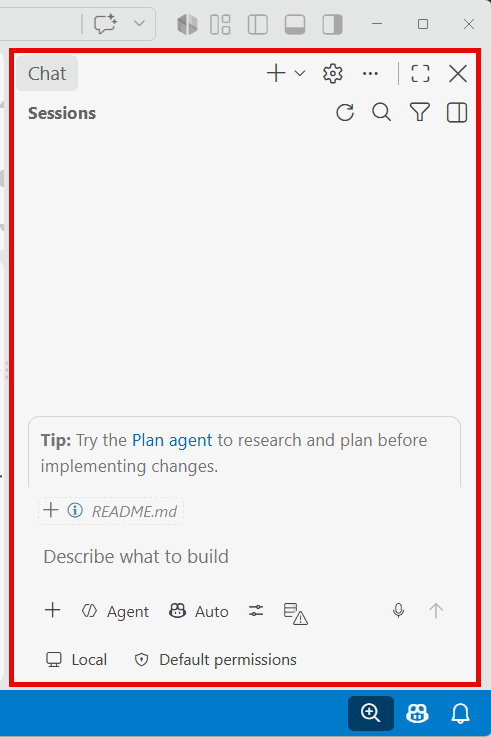 Chat
Sessions
Tip: Try the Plan agent to research and plan before
implementing changes.
README.md
Describe what to build
Agent Auto
Local Default permissions